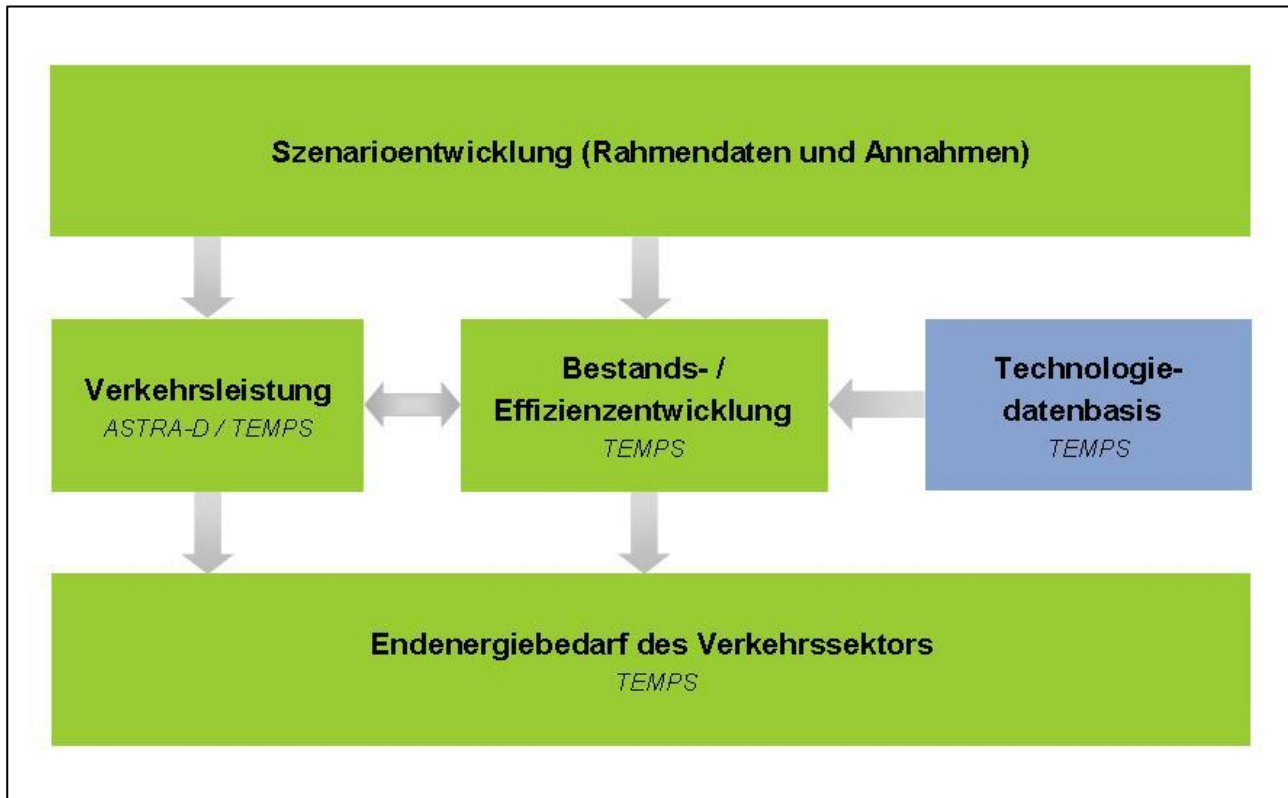 Szenarioentwicklung (Rahmendaten und Annahmen)
Verkehrsleistung
ASTRA-D / TEMPS
Bestands- /
Effizienzentwicklung
TEMPS
Technologie-
datenbasis
TEMPS
Endenergiebedarf des Verkehrssektors
TEMPS